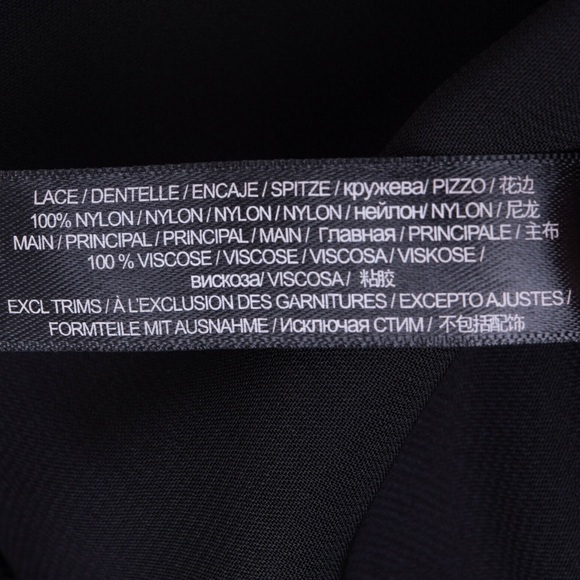 LACE / DENTELLE / ENCAJE / SPITZE / кружева/ PIZZO / 花边
100% NYLON / NYLON / NYLON / NYLON / нейлон/ NYLON / 尼龙
MAIN / PRINCIPAL / PRINCIPAL / MAIN / Главная / PRINCIPALE / 主布
100 % VISCOSE / VISCOSE / VISCOSA / VISKOSE /
вискоза/ VISCOSA / 粘胶
EXCL TRIMS / À L'EXCLUSION DES GARNITURES / EXCEPTO AJUSTES /
FORMTEILE MIT AUSNAHME / Исключая СТИМ / 不包括配饰